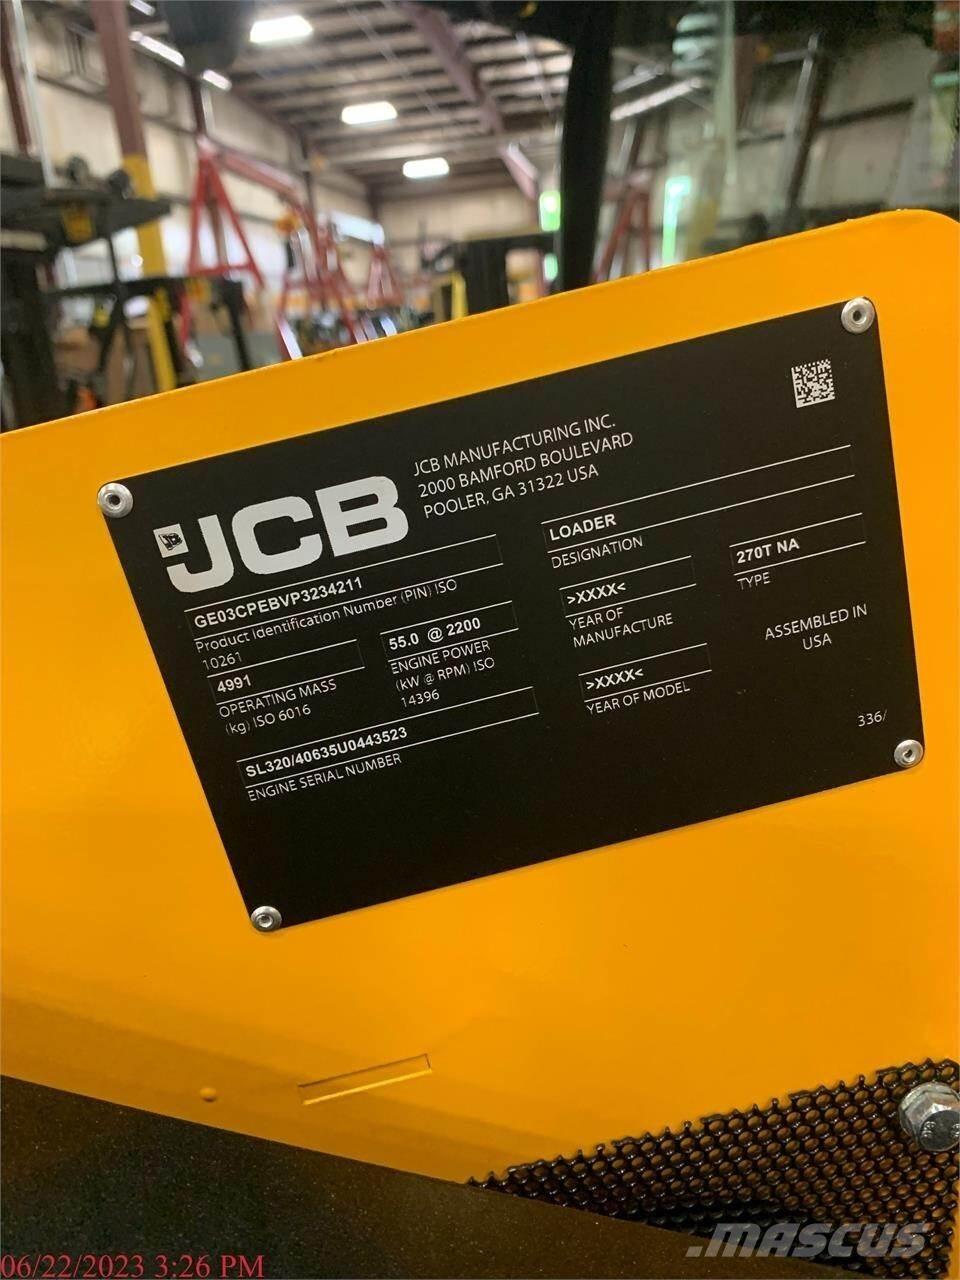 JCB
JCB MANUFACTURING INC.
2000 BAMFORD BOULEVARD
POOLER, GA 31322 USA
GE03CPEBVP3234211
Product Identification Number (PIN) ISO
10261
4991
OPERATING MASS
(kg) ISO 6016
55.0 @ 2200
ENGINE POWER
(kW @ RPM) ISO
14396
SL320/40635U0443523
ENGINE SERIAL NUMBER
LOADER
DESIGNATION
>XXXX<
YEAR OF
MANUFACTURE
270T NA
TYPE
>XXXX<
YEAR OF MODEL
ASSEMBLED IN
USA
336/
06/22/2023 3:26 PM
MASCUS